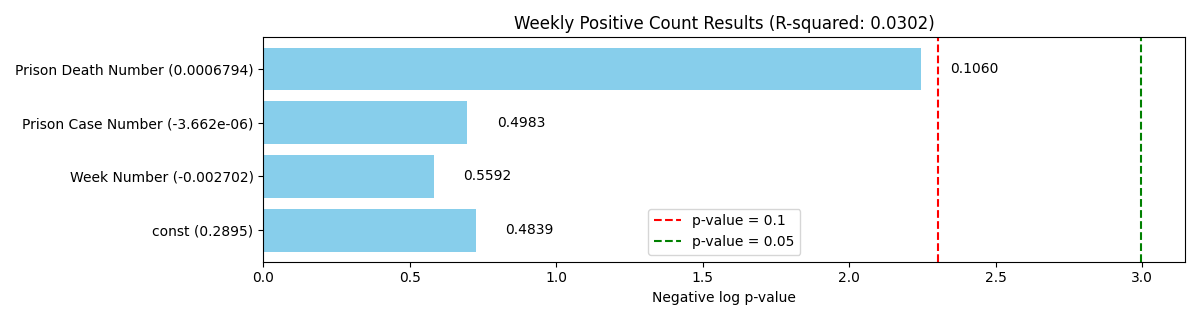 Weekly Positive Count Results (R-squared: 0.0302)
Prison Death Number (0.0006794)
0.1060
Prison Case Number (-3.662e-06)
0.4983
Week Number (-0.002702)
0.5592
const (0.2895)
0.4839
p-value = 0.1
p-value = 0.05
0.0 0.5 1.0 1.5 2.0 2.5 3.0
Negative log p-value